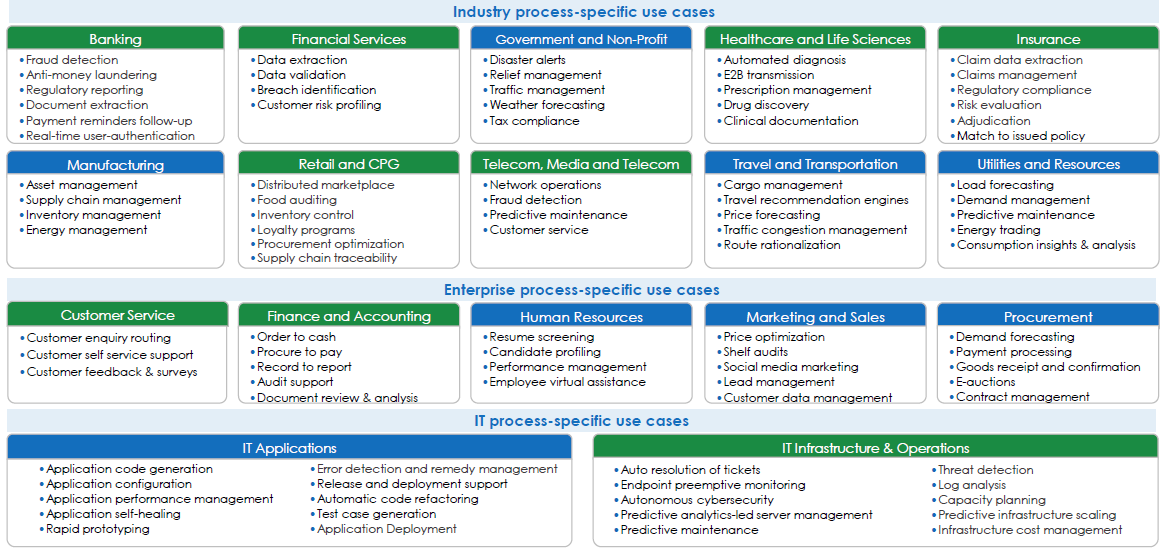 Industry process-specific use cases
Banking
• Fraud detection
• Anti-money laundering
• Regulatory reporting
• Document extraction
• Payment reminders follow-up
• Real-time user-authentication
Financial Services
• Data extraction
• Data validation
• Breach identification
• Customer risk profiling
Government and Non-Profit
• Disaster alerts
• Relief management
• Traffic management
• Weather forecasting
• Tax compliance
Healthcare and Life Sciences
• Automated diagnosis
• E2B transmission
• Prescription management
• Drug discovery
• Clinical documentation
Insurance
• Claim data extraction
• Claims management
• Regulatory compliance
• Risk evaluation
• Adjudication
• Match to issued policy
Manufacturing
• Asset management
• Supply chain management
• Inventory management
• Energy management
Retail and CPG
• Distributed marketplace
• Food auditing
• Inventory control
• Loyalty programs
• Procurement optimization
• Supply chain traceability
Telecom, Media and Telecom
• Network operations
• Fraud detection
• Predictive maintenance
• Customer service
Travel and Transportation
• Cargo management
• Travel recommendation engines
• Price forecasting
• Traffic congestion management
• Route rationalization
Utilities and Resources
• Load forecasting
• Demand management
• Predictive maintenance
• Energy trading
• Consumption insights & analysis
Enterprise process-specific use cases
Customer Service
• Customer enquiry routing
• Customer self service support
• Customer feedback & surveys
Finance and Accounting
• Order to cash
• Procure to pay
• Record to report
• Audit support
• Document review & analysis
Human Resources
• Resume screening
• Candidate profiling
• Performance management
• Employee virtual assistance
Marketing and Sales
• Price optimization
• Shelf audits
• Social media marketing
• Lead management
• Customer data management
Procurement
• Demand forecasting
• Payment processing
• Goods receipt and confirmation
• E-auctions
• Contract management
IT process-specific use cases
IT Applications
• Application code generation
• Application configuration
• Application performance management
• Application self-healing
• Rapid prototyping
• Error detection and remedy management
• Release and deployment support
• Automatic code refactoring
• Test case generation
• Application Deployment
IT Infrastructure & Operations
• Auto resolution of tickets
• Endpoint preemptive monitoring
• Autonomous cybersecurity
• Predictive analytics-led server management
• Predictive maintenance
• Threat detection
• Log analysis
• Capacity planning
• Predictive infrastructure scaling
• Infrastructure cost management